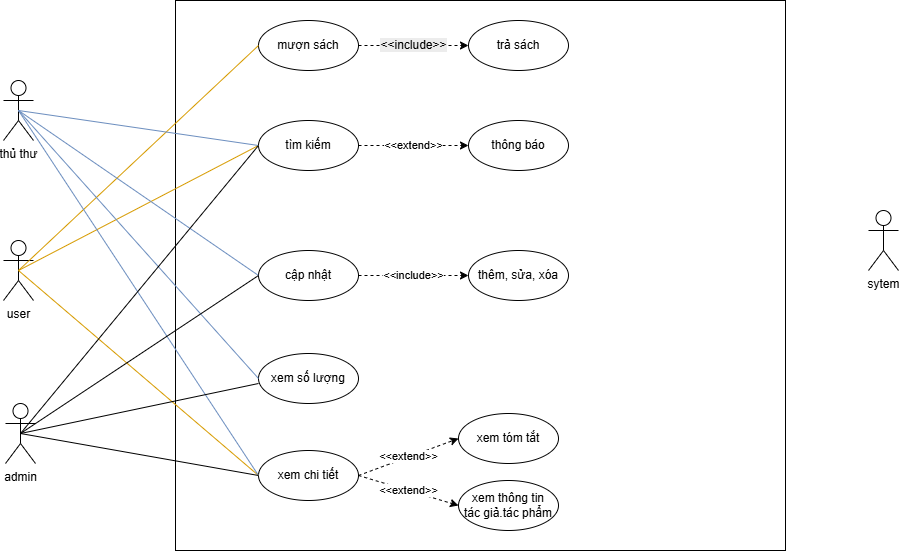 mượn sách
<<include>>
trả sách
thủ thư
tìm kiếm
<<extend>>
thông báo
user
cập nhật
<<include>>
thêm, sửa, xóa
sytem
xem số lượng
admin
xem chi tiết
<<extend>>
xem tóm tắt
<<extend>>
xem thông tin
tác giả.tác phẩm